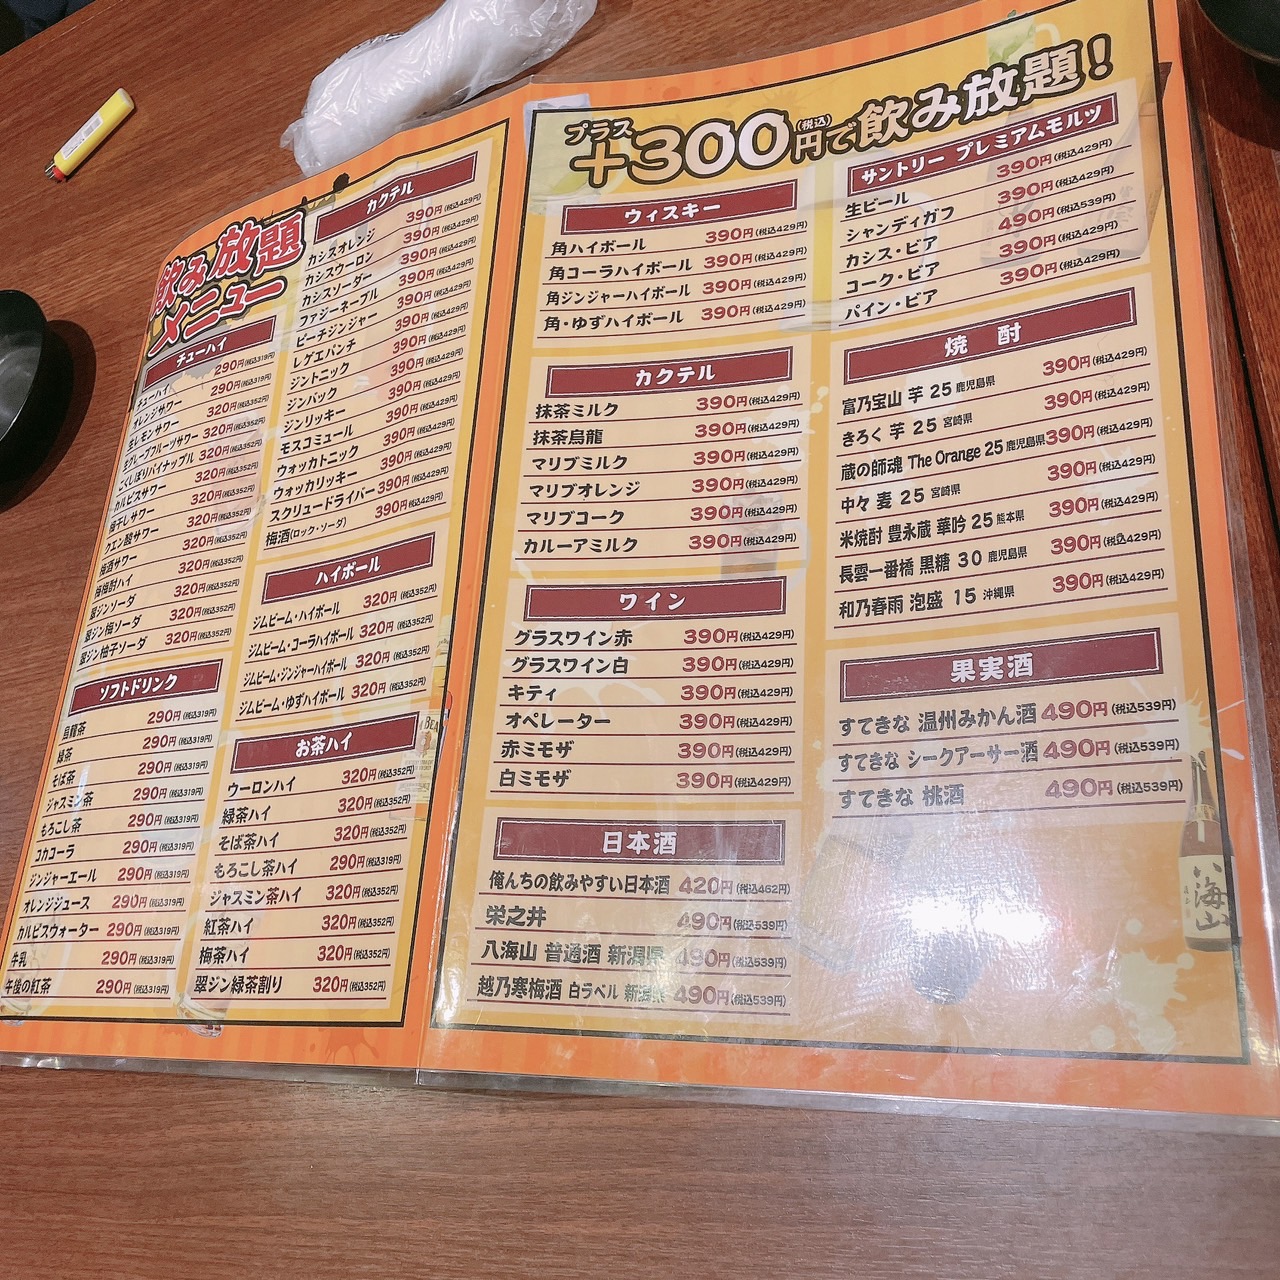 飲み放題
メニュー
チューハイ
チューハイ 290円(税込319円)
オレンジサワー 290円(税込319円)
生レモンサワー 320円(税込352円)
生グレープフルーツサワー 320円(税込352円)
こくしぼりパイナップル 320円(税込352円)
カルピスサワー 320円(税込352円)
梅干しサワー 320円(税込352円)
クエン酸サワー 320円(税込352円)
梅酒サワー 320円(税込352円)
梅梅酎ハイ 320円(税込352円)
翠ジンソーダ 320円(税込352円)
翠ジン梅ソーダ 320円(税込352円)
翠ジン柚子ソーダ 320円(税込352円)
ソフトドリンク
烏龍茶 290円(税込319円)
緑茶 290円(税込319円)
そば茶 290円(税込319円)
ジャスミン茶 290円(税込319円)
もろこし茶 290円(税込319円)
コカコーラ 290円(税込319円)
ジンジャーエール 290円(税込319円)
オレンジジュース 290円(税込319円)
カルピスウォーター 290円(税込319円)
牛乳 290円(税込319円)
午後の紅茶 290円(税込319円)
カクテル
カシスオレンジ 390円(税込429円)
カシスウーロン 390円(税込429円)
カシスソーダー 390円(税込429円)
ファジーネーブル 390円(税込429円)
ピーチジンジャー 390円(税込429円)
レゲエパンチ 390円(税込429円)
ジントニック 390円(税込429円)
ジンバック 390円(税込429円)
ジンリッキー 390円(税込429円)
モスコミュール 390円(税込429円)
ウォッカトニック 390円(税込429円)
ウォッカリッキー 390円(税込429円)
スクリュードライバー 390円(税込429円)
梅酒(ロック・ソーダ) 390円(税込429円)
ハイボール
ジムビーム・ハイボール 320円(税込352円)
ジムビーム・コーラハイボール 320円(税込352円)
ジムビーム・ジンジャーハイボール 320円(税込352円)
ジムビーム・ゆずハイボール 320円(税込352円)
お茶ハイ
ウーロンハイ 320円(税込352円)
緑茶ハイ 320円(税込352円)
そば茶ハイ 320円(税込352円)
もろこし茶ハイ 290円(税込319円)
ジャスミン茶ハイ 320円(税込352円)
紅茶ハイ 320円(税込352円)
梅茶ハイ 320円(税込352円)
翠ジン緑茶割り 320円(税込352円)
プラス
+300円(税込)で飲み放題!
ウィスキー
角ハイボール 390円(税込429円)
角コーラハイボール 390円(税込429円)
角ジンジャーハイボール 390円(税込429円)
角・ゆずハイボール 390円(税込429円)
カクテル
抹茶ミルク 390円(税込429円)
抹茶烏龍 390円(税込429円)
マリブミルク 390円(税込429円)
マリブオレンジ 390円(税込429円)
マリブコーク 390円(税込429円)
カルーアミルク 390円(税込429円)
ワイン
グラスワイン赤 390円(税込429円)
グラスワイン白 390円(税込429円)
キティ 390円(税込429円)
オペレーター 390円(税込429円)
赤ミモザ 390円(税込429円)
白ミモザ 390円(税込429円)
日本酒
俺んちの飲みやすい日本酒 420円(税込462円)
栄之井 490円(税込539円)
八海山 普通酒 新潟県 490円(税込539円)
越乃寒梅酒 白ラベル 新潟県 490円(税込539円)
サントリー プレミアムモルツ
生ビール 390円(税込429円)
シャンディガフ 390円(税込429円)
カシス・ビア 490円(税込539円)
コーク・ビア 390円(税込429円)
パイン・ビア 390円(税込429円)
焼酎
富乃宝山 芋 25 鹿児島県 390円(税込429円)
きろく 芋 25 宮崎県 390円(税込429円)
蔵の師魂 The Orange 25 鹿児島県 390円(税込429円)
中々 麦 25 宮崎県 390円(税込429円)
米焼酎 豊永蔵 華吟 25 熊本県 390円(税込429円)
長雲一番橋 黒糖 30 鹿児島県 390円(税込429円)
和乃春雨 泡盛 15 沖縄県 390円(税込429円)
果実酒
すてきな 温州みかん酒 490円(税込539円)
すてきな シークアーサー酒 490円(税込539円)
すてきな 桃酒 490円(税込539円)
八海山